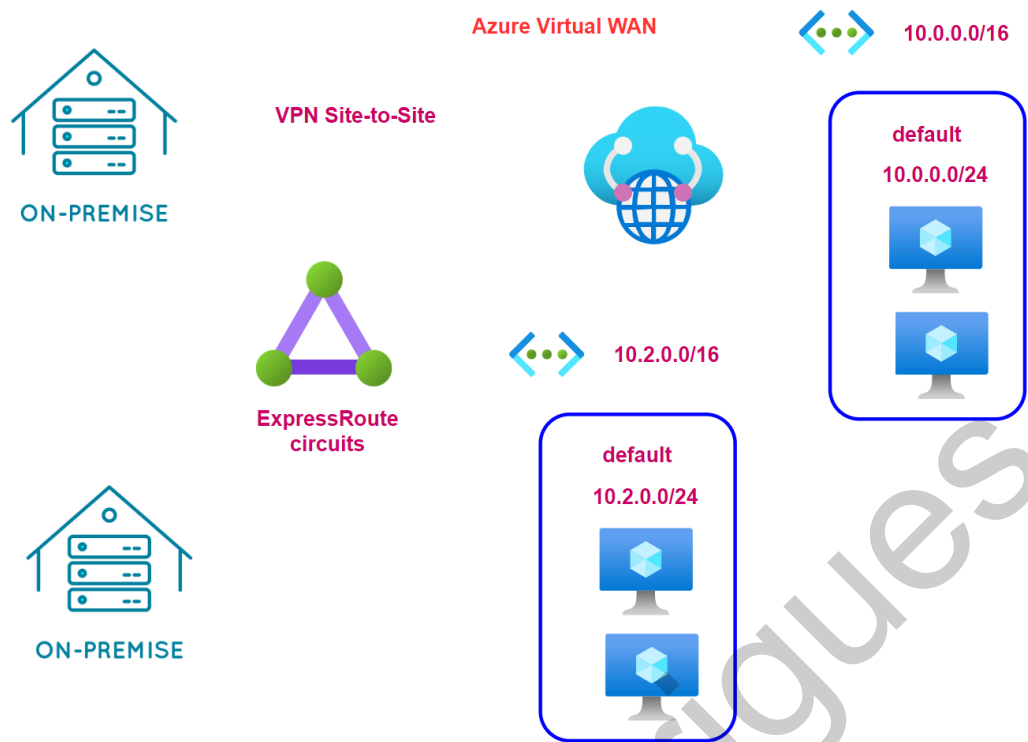 Azure Virtual WAN
10.0.0.0/16
VPN Site-to-Site
default
10.0.0.0/24
ON-PREMISE
10.2.0.0/16
ExpressRoute
circuits
default
10.2.0.0/24
ON-PREMISE